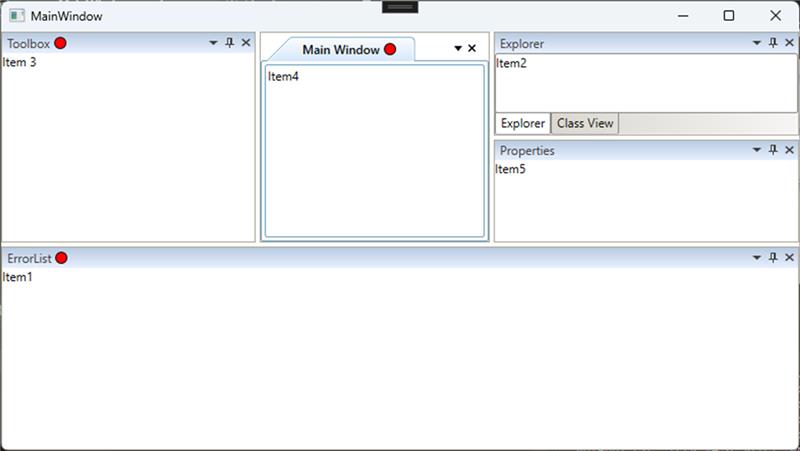 MainWindow
Toolbox
Item 3
Main Window
Item4
Explorer
Item2
Explorer
Class View
Properties
Item5
ErrorList
Item1